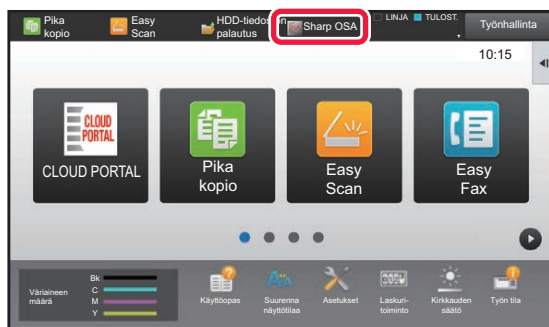 Pika
kopio
Easy
Scan
HDD-tiedoston
palautus
Sharp OSA
LINJA
TULOST.
Työnhallinta
10:15
CLOUD
PORTAL
CLOUD PORTAL
Pika
kopio
Easy
Scan
Easy
Fax
Väriaineen
määrä
Bk
C
M
Y
Käyttöopas
Suurenna
näyttötilaa
Asetukset
Laskuri-
toiminto
Kirkkauden
säätö
Työn tila